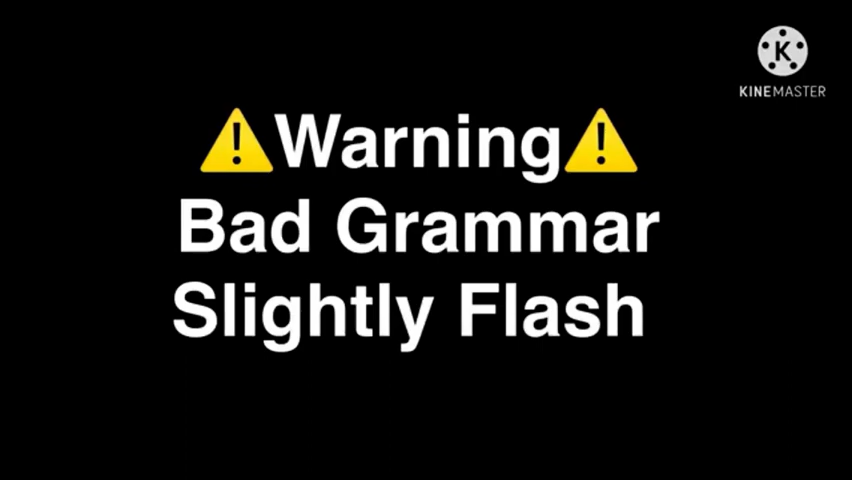 K
KINEMASTER
⚠️Warning⚠️
Bad Grammar
Slightly Flash